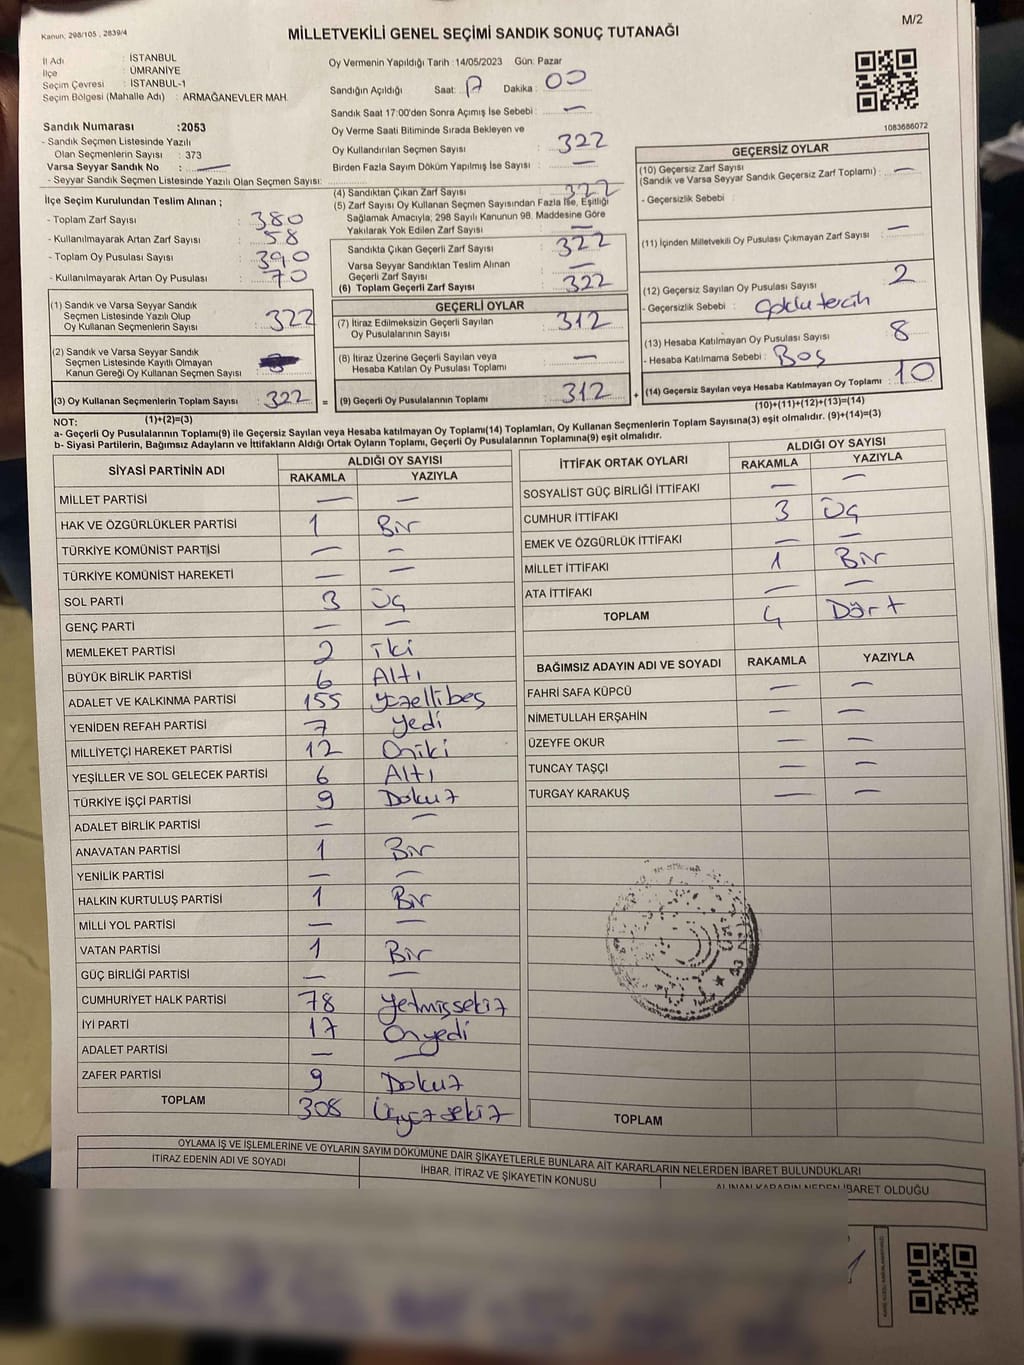 Kanun, 298/105, 2839/4
MİLLETVEKİLİ GENEL SEÇİMİ SANDIK SONUÇ TUTANAĞI
M/2
İl Adı : İSTANBUL
İlçe : ÜMRANİYE
Seçim Çevresi : İSTANBUL-1
Seçim Bölgesi (Mahalle Adı) : ARMAĞANEVLER MAH.
Sandık Numarası :2053
- Sandık Seçmen Listesinde Yazılı
Olan Seçmenlerin Sayısı : 373
Varsa Seyyar Sandık No : —
- Seyyar Sandık Seçmen Listesinde Yazılı Olan Seçmen Sayısı:
Oy Vermenin Yapıldığı Tarih :14/05/2023 Gün: Pazar
Sandığın Açıldığı Saat: 17 Dakika: 00
Sandık Saat 17:00'den Sonra Açımış İse Sebebi : —
Oy Verme Saati Bitiminde Sırada Bekleyen ve
Oy Kullandırılan Seçmen Sayısı : 322
Birden Fazla Sayım Döküm Yapılmış İse Sayısı : —
1083686072
İlçe Seçim Kurulundan Teslim Alınan ;
- Toplam Zarf Sayısı : 380
- Kullanılmayarak Artan Zarf Sayısı : 58
- Toplam Oy Pusulası Sayısı : 390
- Kullanılmayarak Artan Oy Pusulası : 70
(1) Sandık ve Varsa Seyyar Sandık
Seçmen Listesinde Yazılı Olup
Oy Kullanan Seçmenlerin Sayısı : 322
(2) Sandık ve Varsa Seyyar Sandık
Seçmen Listesinde Kayıtlı Olmayan
Kanun Gereği Oy Kullanan Seçmen Sayısı :
(3) Oy Kullanan Seçmenlerin Toplam Sayısı : 322 =
(1)+(2)=(3)
(4) Sandıktan Çıkan Zarf Sayısı : 322
(5) Zarf Sayısı Oy Kullanan Seçmen Sayısından Fazla İse, Eşitliği
Sağlamak Amacıyla; 298 Sayılı Kanunun 98. Maddesine Göre
Yakılarak Yok Edilen Zarf Sayısı : —
Sandıkta Çıkan Geçerli Zarf Sayısı : 322
Varsa Seyyar Sandıktan Teslim Alınan
Geçerli Zarf Sayısı : —
(6) Toplam Geçerli Zarf Sayısı : 322
GEÇERLİ OYLAR
(7) İtiraz Edilmeksizin Geçerli Sayılan
Oy Pusulalarının Sayısı : 312
(8) İtiraz Üzerine Geçerli Sayılan veya
Hesaba Katılan Oy Pusulası Toplamı : —
(9) Geçerli Oy Pusulalarının Toplamı : 312 +
GEÇERSİZ OYLAR
(10) Geçersiz Zarf Sayısı
(Sandık ve Varsa Seyyar Sandık Geçersiz Zarf Toplamı) : —
- Geçersizlik Sebebi :
(11) İçinden Milletvekili Oy Pusulası Çıkmayan Zarf Sayısı : —
(12) Geçersiz Sayılan Oy Pusulası Sayısı : 2
- Geçersizlik Sebebi : Çoklu tercih
(13) Hesaba Katılmayan Oy Pusulası Sayısı : 8
- Hesaba Katılmama Sebebi : Boş
(14) Geçersiz Sayılan veya Hesaba Katılmayan Oy Toplamı : 10
(10)+(11)+(12)+(13)=(14)
NOT:
a- Geçerli Oy Pusulalarının Toplamı(9) ile Geçersiz Sayılan veya Hesaba katılmayan Oy Toplamı(14) Toplamları, Oy Kullanan Seçmenlerin Toplam Sayısına(3) eşit olmalıdır. (9)+(14)=(3)
b- Siyasi Partilerin, Bağımsız Adayların ve İttifakların Aldığı Ortak Oyların Toplamı, Geçerli Oy Pusulalarının Toplamına(9) eşit olmalıdır.
SİYASİ PARTİNİN ADI ALDIĞI OY SAYISI
RAKAMLA YAZIYLA
MİLLET PARTİSİ — —
HAK VE ÖZGÜRLÜKLER PARTİSİ 1 Bir
TÜRKİYE KOMÜNİST PARTİSİ — —
TÜRKİYE KOMÜNİST HAREKETİ — —
SOL PARTİ 3 Üç
GENÇ PARTİ — —
MEMLEKET PARTİSİ 2 iki
BÜYÜK BİRLİK PARTİSİ 6 Altı
ADALET VE KALKINMA PARTİSİ 155 yüzellibeş
YENİDEN REFAH PARTİSİ 7 yedi
MİLLİYETÇİ HAREKET PARTİSİ 12 Oniki
YEŞİLLER VE SOL GELECEK PARTİSİ 6 Altı
TÜRKİYE İŞÇİ PARTİSİ 9 Dokuz
ADALET BİRLİK PARTİSİ — —
ANAVATAN PARTİSİ 1 Bir
YENİLİK PARTİSİ — —
HALKIN KURTULUŞ PARTİSİ 1 Bir
MİLLİ YOL PARTİSİ — —
VATAN PARTİSİ 1 Bir
GÜÇ BİRLİĞİ PARTİSİ — —
CUMHURİYET HALK PARTİSİ 78 yetmişsekiz
İYİ PARTİ 17 Onyedi
ADALET PARTİSİ — —
ZAFER PARTİSİ 9 Dokuz
TOPLAM 308 Üçyüzsekiz
İTTİFAK ORTAK OYLARI ALDIĞI OY SAYISI
RAKAMLA YAZIYLA
SOSYALİST GÜÇ BİRLİĞİ İTTİFAKI — —
CUMHUR İTTİFAKI 3 Üç
EMEK VE ÖZGÜRLÜK İTTİFAKI — —
MİLLET İTTİFAKI 1 Bir
ATA İTTİFAKI — —
TOPLAM 4 Dört
BAĞIMSIZ ADAYIN ADI VE SOYADI RAKAMLA YAZIYLA
FAHRİ SAFA KÜPCÜ — —
NİMETULLAH ERŞAHİN — —
ÜZEYFE OKUR — —
TUNCAY TAŞÇI — —
TURGAY KARAKUŞ — —
TOPLAM
OYLAMA İŞ VE İŞLEMLERİNE VE OYLARIN SAYIM DÖKÜMÜNE DAİR ŞİKAYETLERLE BUNLARA AİT KARARLARIN NELERDEN İBARET BULUNDUKLARI
İTİRAZ EDENİN ADI VE SOYADI İHBAR, İTİRAZ VE ŞİKAYETİN KONUSU ALINAN KARARIN NEDEN İBARET OLDUĞU